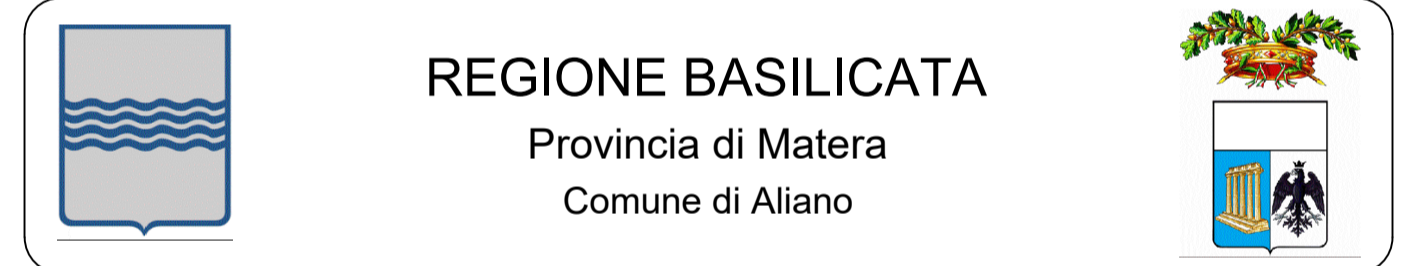 REGIONE BASILICATA
Provincia di Matera
Comune di Aliano